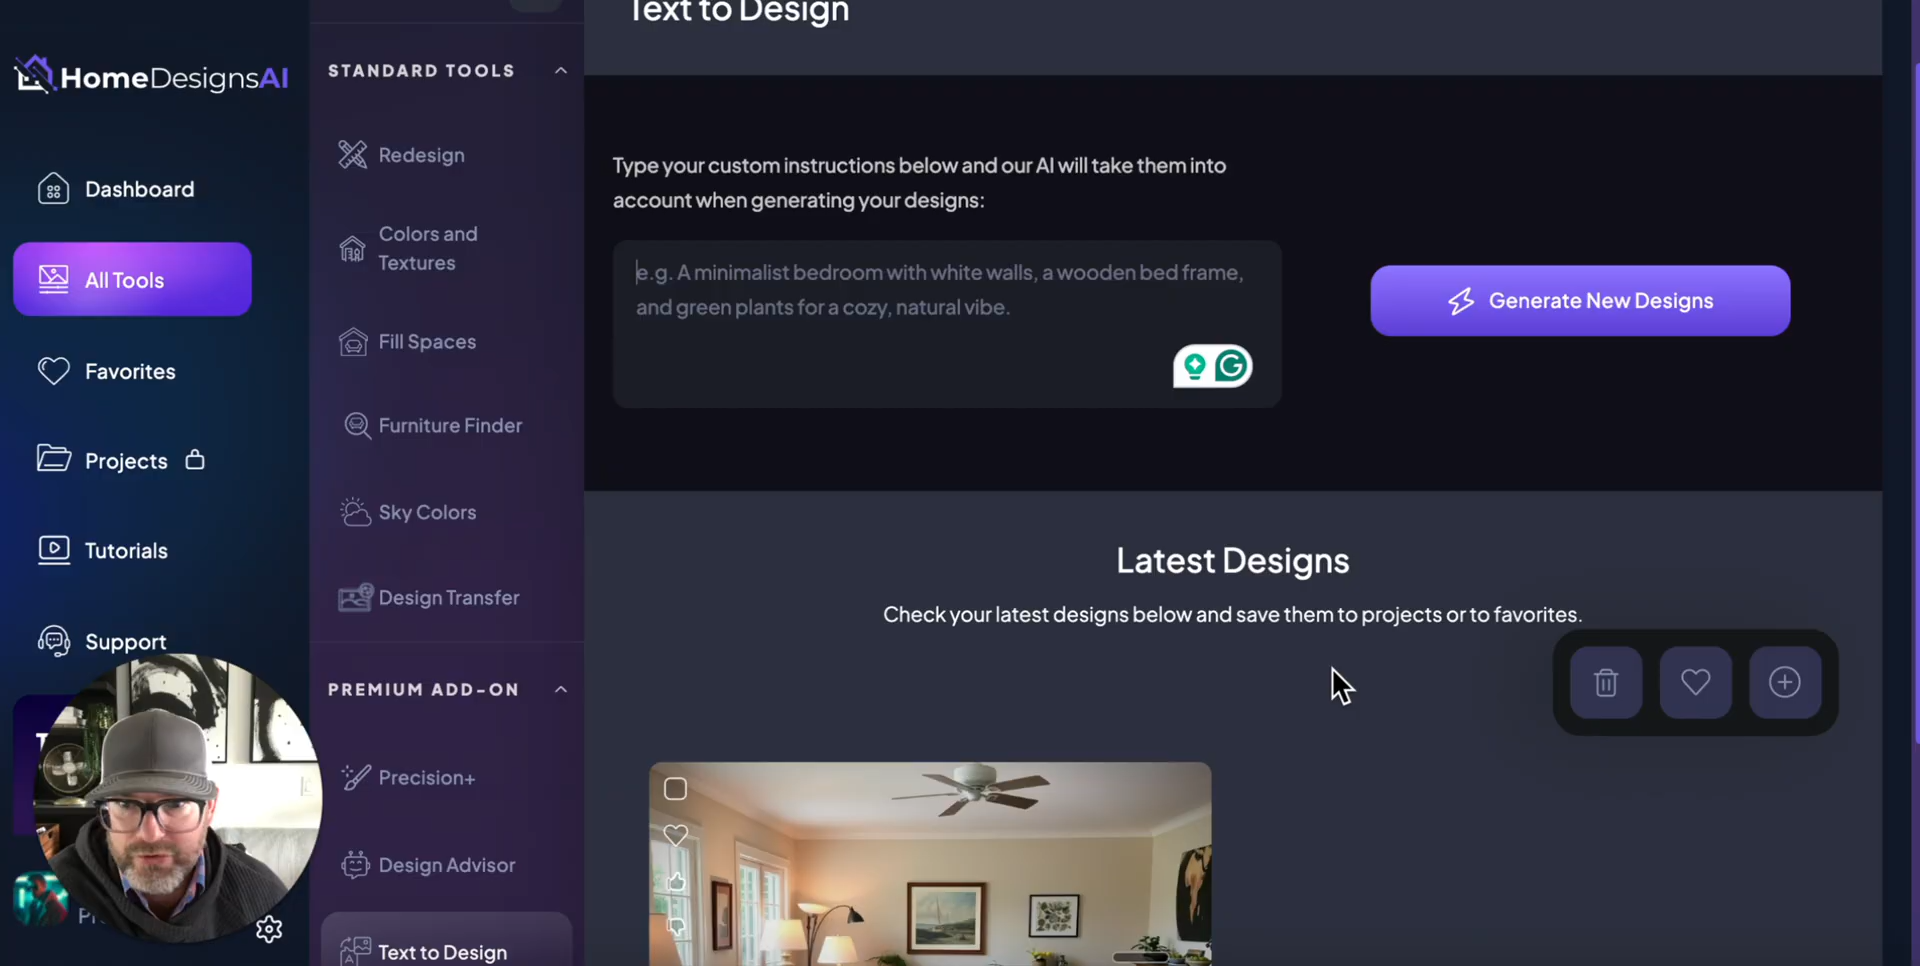 HomeDesignsAI
Dashboard
All Tools
Favorites
Projects
Tutorials
Support
STANDARD TOOLS
Redesign
Colors and
Textures
Fill Spaces
Furniture Finder
Sky Colors
Design Transfer
PREMIUM ADD-ON
Precision+
Design Advisor
Text to Design
Text to Design
Type your custom instructions below and our AI will take them into
account when generating your designs:
e.g. A minimalist bedroom with white walls, a wooden bed frame,
and green plants for a cozy, natural vibe.
Generate New Designs
Latest Designs
Check your latest designs below and save them to projects or to favorites.